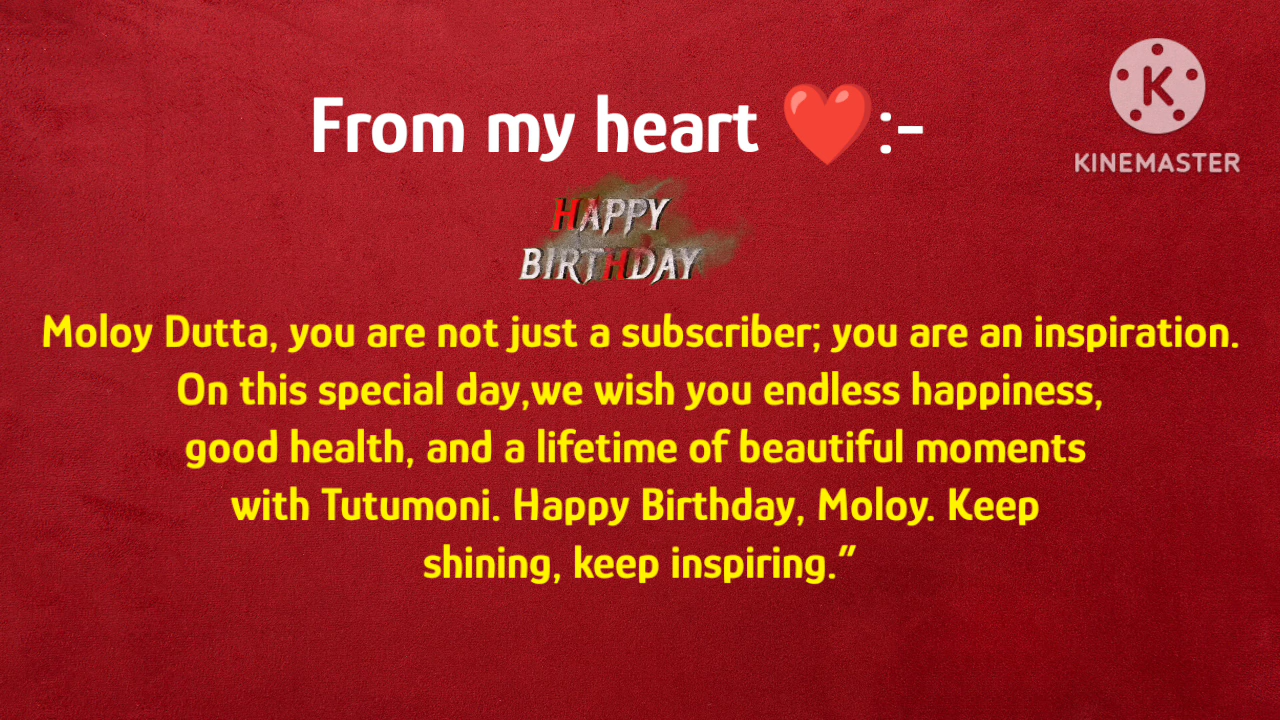 From my heart ❤️:-
KINEMASTER
HAPPY
BIRTHDAY
Moloy Dutta, you are not just a subscriber; you are an inspiration.
On this special day,we wish you endless happiness,
good health, and a lifetime of beautiful moments
with Tutumoni. Happy Birthday, Moloy. Keep
shining, keep inspiring.”